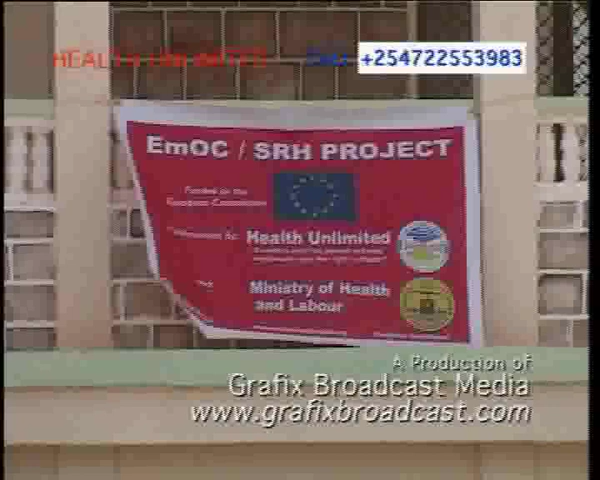 HEALTH UNLIMITED
+254722553983
EmOC / SRH PROJECT
Funded by the
European Commission
Health Unlimited
Ministry of Health
and Labour
A Production of
Grafix Broadcast Media
www.grafixbroadcast.com